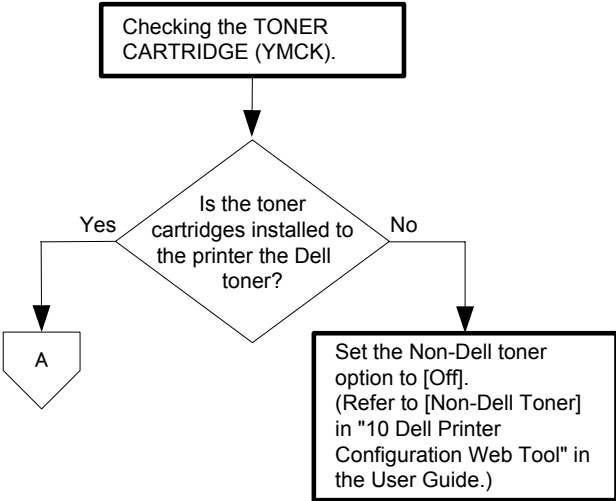 Checking the TONER
CARTRIDGE (YMCK).
Is the toner
cartridges installed to
the printer the Dell
toner?
Yes
No
A
Set the Non-Dell toner
option to [Off].
(Refer to [Non-Dell Toner]
in "10 Dell Printer
Configuration Web Tool" in
the User Guide.)